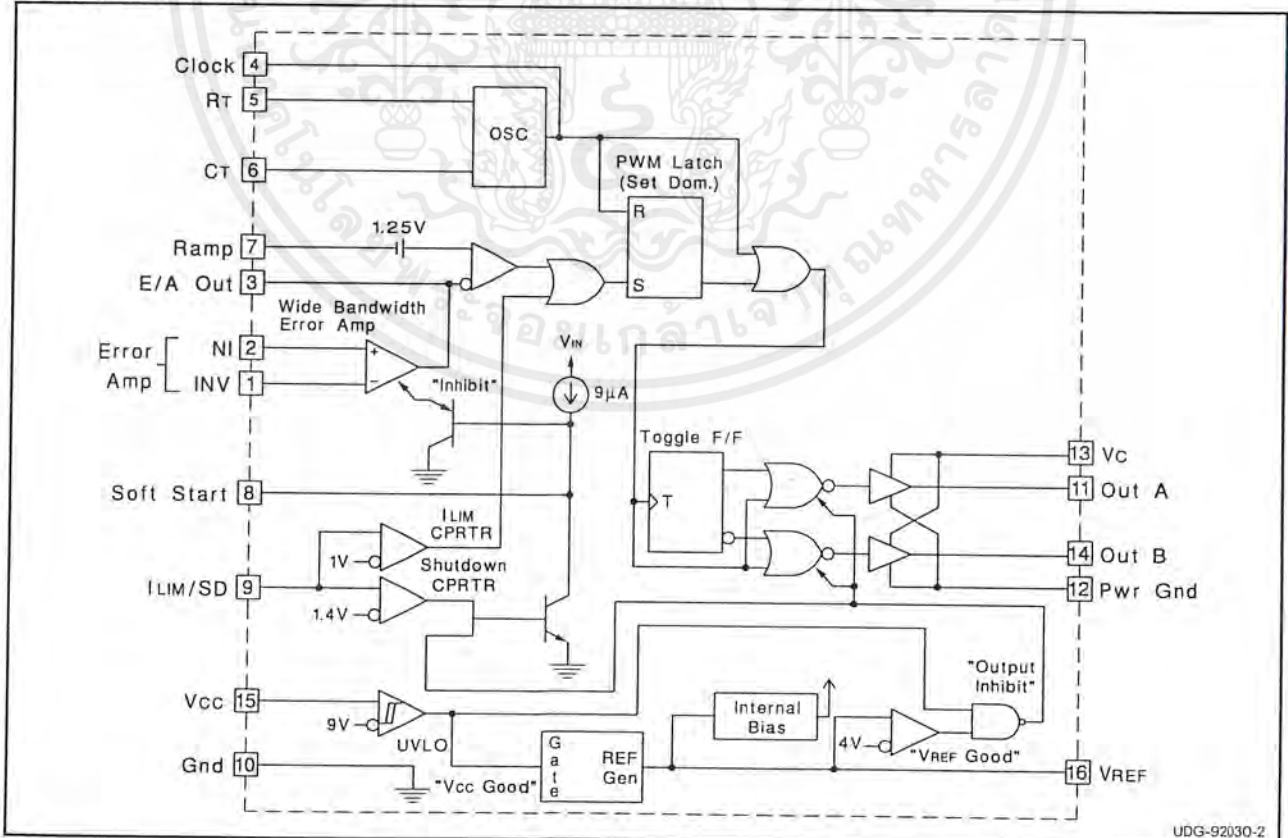 Clock 4
RT 5
CT 6
OSC
PWM Latch
(Set Dom.)
R
S
1.25V
Ramp 7
E/A Out 3
Wide Bandwidth
Error Amp
Error
Amp
NI 2
INV 1
+
−
"Inhibit"
VIN
9µA
Toggle F/F
T
13 VC
11 Out A
14 Out B
12 Pwr Gnd
Soft Start 8
ILIM
CPRTR
1V
Shutdown
CPRTR
ILIM/SD 9
1.4V
"Output
Inhibit"
VCC 15
9V
UVLO
Internal
Bias
4V
"VREF Good"
Gnd 10
"VCC Good"
Gate
REF
Gen
16 VREF
UDG-92030-2